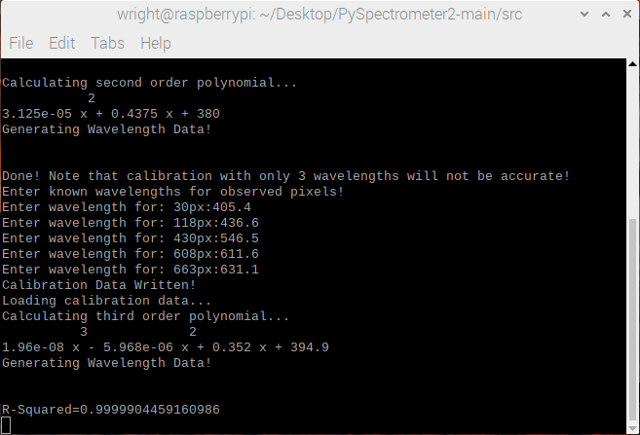 wright@raspberrypi: ~/Desktop/PySpectrometer2-main/src
File Edit Tabs Help
Calculating second order polynomial...
2
3.125e-05 x + 0.4375 x + 380
Generating Wavelength Data!
Done! Note that calibration with only 3 wavelengths will not be accurate!
Enter known wavelengths for observed pixels!
Enter wavelength for: 30px:405.4
Enter wavelength for: 118px:436.6
Enter wavelength for: 430px:546.5
Enter wavelength for: 608px:611.6
Enter wavelength for: 663px:631.1
Calibration Data Written!
Loading calibration data...
Calculating third order polynomial...
3 2
1.96e-08 x - 5.968e-06 x + 0.352 x + 394.9
Generating Wavelength Data!
R-Squared=0.9999904459160986